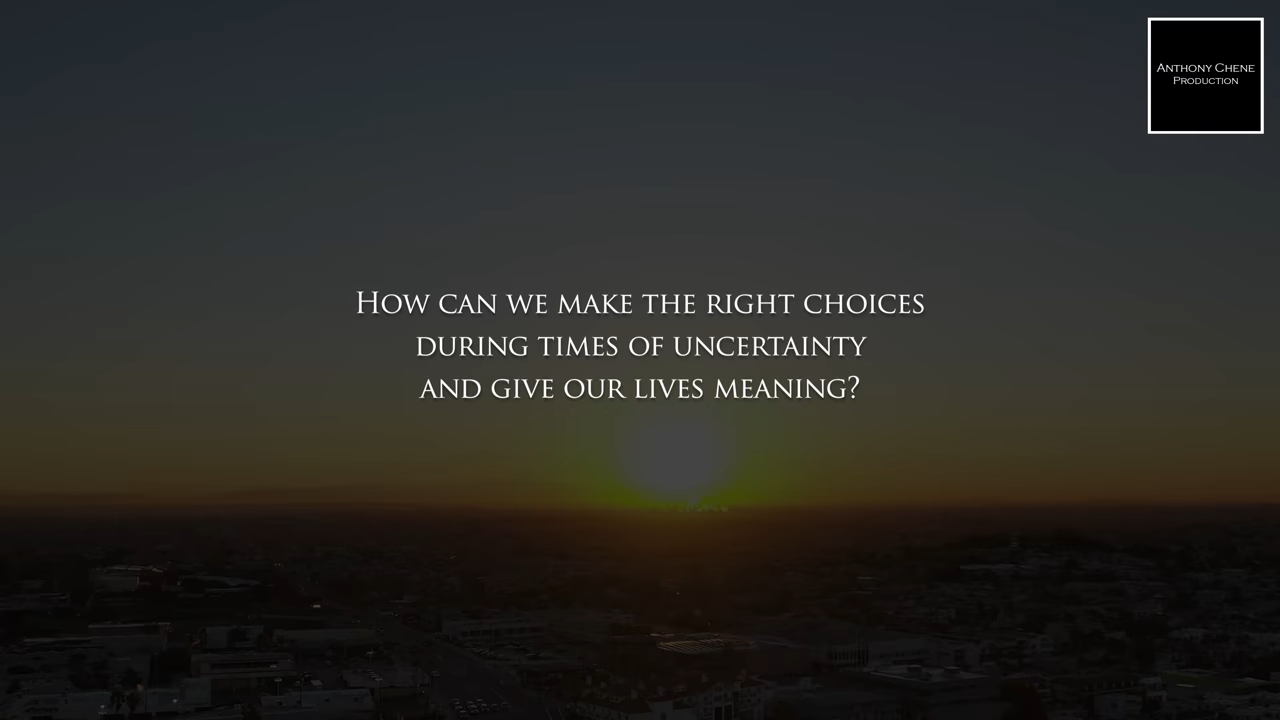 Anthony Chene
Production
How can we make the right choices
during times of uncertainty
and give our lives meaning?